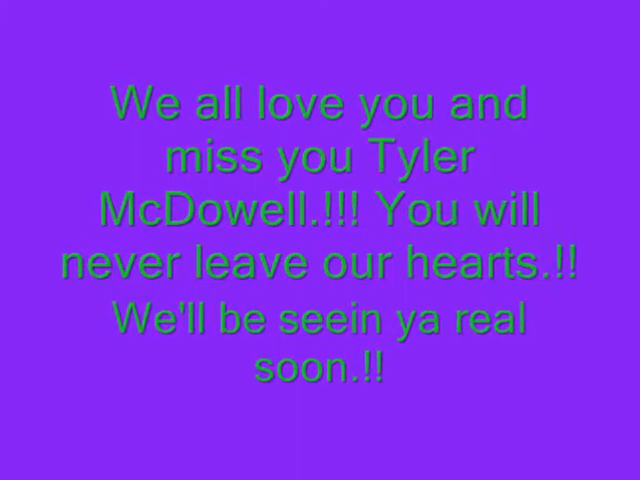 We all love you and
miss you Tyler
McDowell.!!! You will
never leave our hearts.!!
We'll be seein ya real
soon.!!